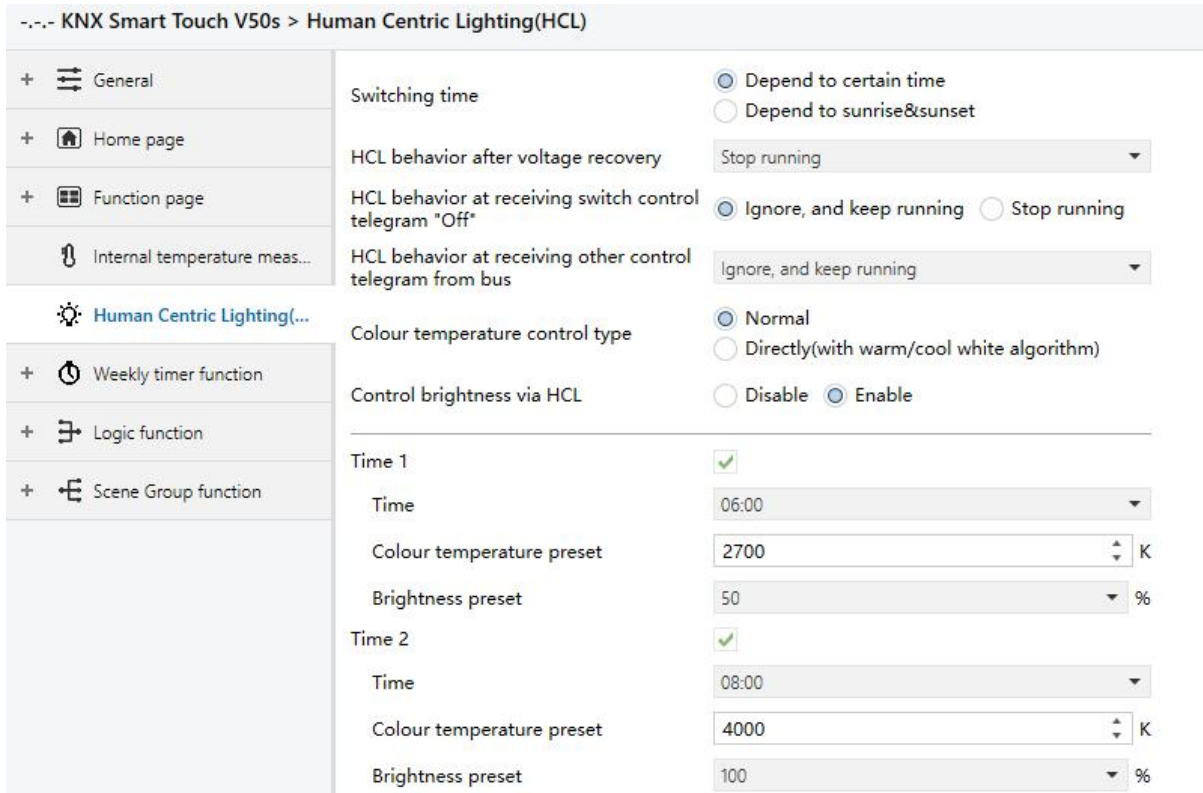 -.-.- KNX Smart Touch V50s > Human Centric Lighting(HCL)
General
Home page
Function page
Internal temperature meas...
Human Centric Lighting(...
Weekly timer function
Logic function
Scene Group function
Switching time
Depend to certain time
Depend to sunrise&sunset
HCL behavior after voltage recovery
Stop running
HCL behavior at receiving switch control
telegram "Off"
Ignore, and keep running
Stop running
HCL behavior at receiving other control
telegram from bus
Ignore, and keep running
Colour temperature control type
Normal
Directly(with warm/cool white algorithm)
Control brightness via HCL
Disable
Enable
Time 1
Time
06:00
Colour temperature preset
2700
K
Brightness preset
50
%
Time 2
Time
08:00
Colour temperature preset
4000
K
Brightness preset
100
%